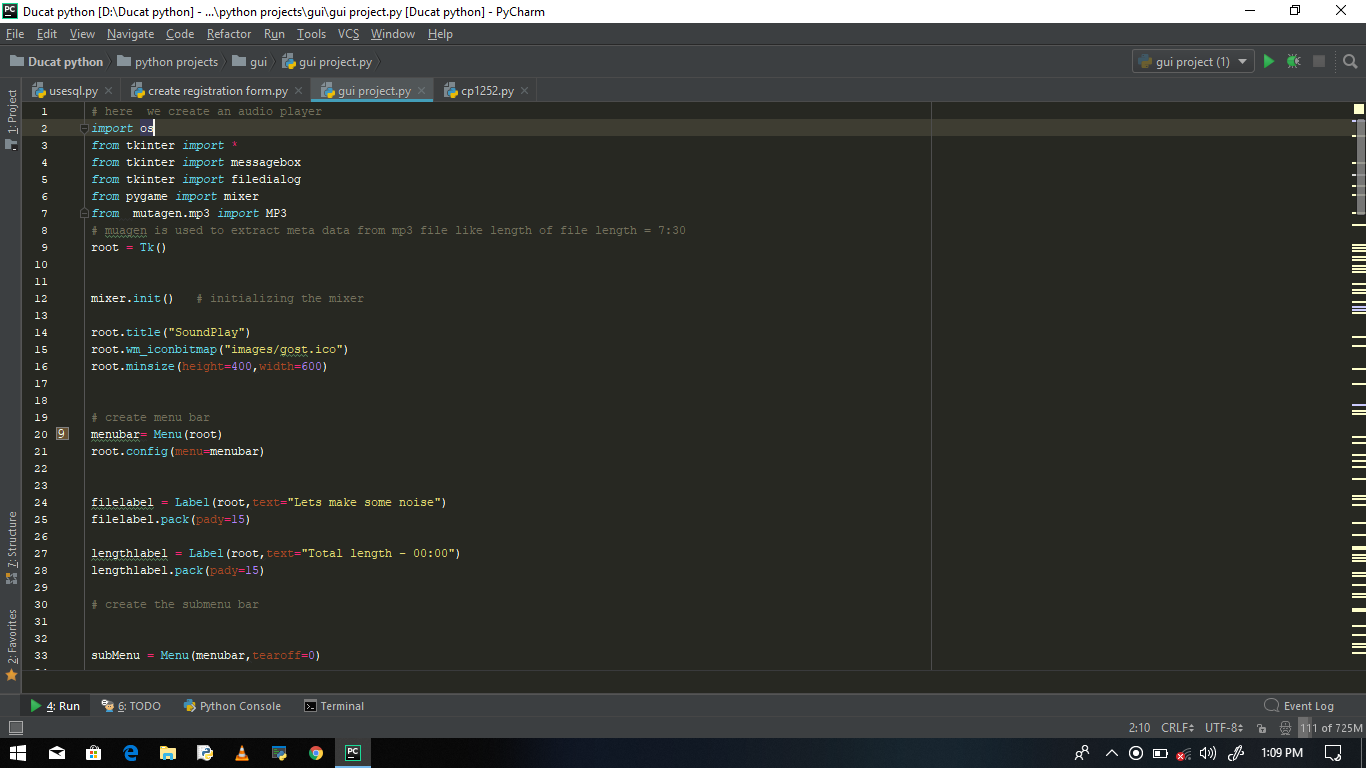 Ducat python [D:\Ducat python] - ...\python projects\gui\gui project.py [Ducat python] - PyCharm
File Edit View Navigate Code Refactor Run Tools VCS Window Help
Ducat python python projects gui gui project.py gui project (1)
usesql.py create registration form.py gui project.py cp1252.py
1: Project
7: Structure
2: Favorites
1 # here  we create an audio player
2 import os
3 from tkinter import *
4 from tkinter import messagebox
5 from tkinter import filedialog
6 from pygame import mixer
7 from  mutagen.mp3 import MP3
8 # muagen is used to extract meta data from mp3 file like length of file length = 7:30
9 root = Tk()
10
11
12 mixer.init()   # initializing the mixer
13
14 root.title("SoundPlay")
15 root.wm_iconbitmap("images/gost.ico")
16 root.minsize(height=400,width=600)
17
18
19 # create menu bar
20 9 menubar= Menu(root)
21 root.config(menu=menubar)
22
23
24 filelabel = Label(root,text="Lets make some noise")
25 filelabel.pack(pady=15)
26
27 lengthlabel = Label(root,text="Total length - 00:00")
28 lengthlabel.pack(pady=15)
29
30 # create the submenu bar
31
32
33 subMenu = Menu(menubar,tearoff=0)
4: Run 6: TODO Python Console Terminal Event Log
2:10 CRLF UTF-8 111 of 725M
1:09 PM